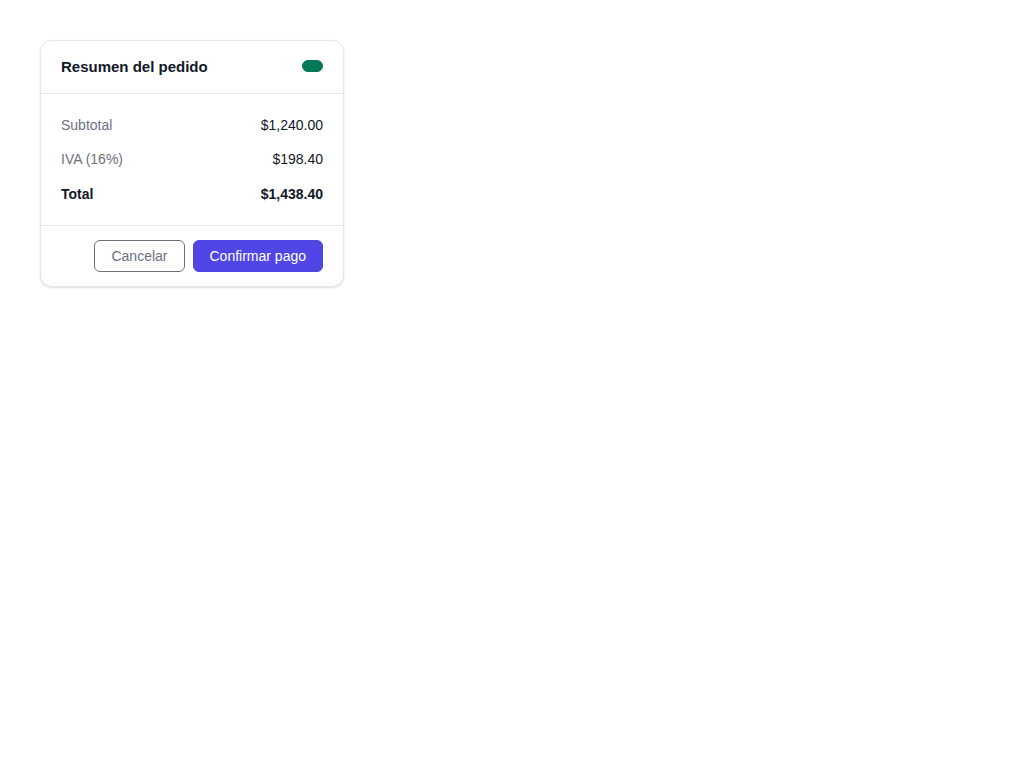 Resumen del pedido
Subtotal $1,240.00
IVA (16%) $198.40
Total $1,438.40
Cancelar Confirmar pago